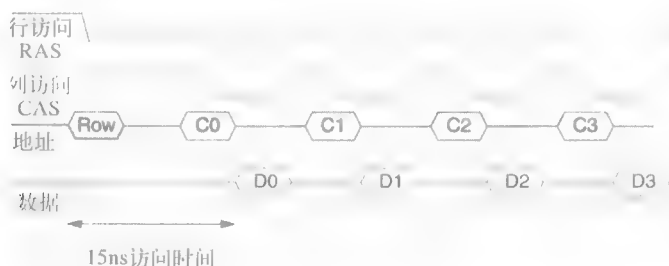 行访问
RAS
列访问
CAS
地址
Row C0 C1 C2 C3
D0 D1 D2 D3
数据
15ns访问时间